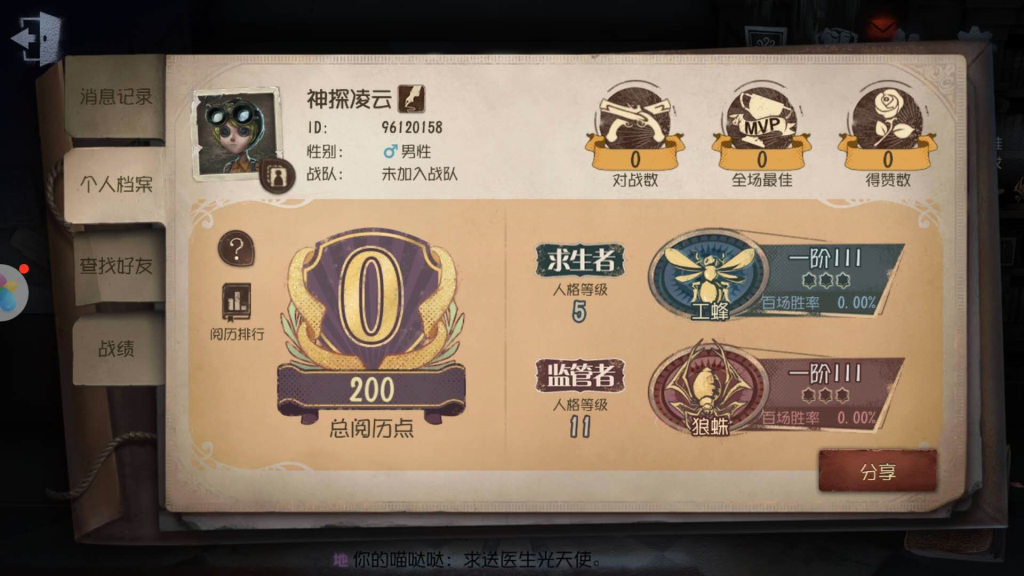 消息记录
个人档案
查找好友
战绩
神探凌云
ID: 96120158
性别: 男性
战队: 未加入战队
0
对战数
MVP
0
全场最佳
0
得赞数
?
阅历排行
0
200
总阅历点
求生者
人格等级
5
工蜂
一阶III
百场胜率 0.00%
监管者
人格等级
11
狼蛛
一阶III
百场胜率 0.00%
分享
地 你的喵哒哒: 求送医生光天使。